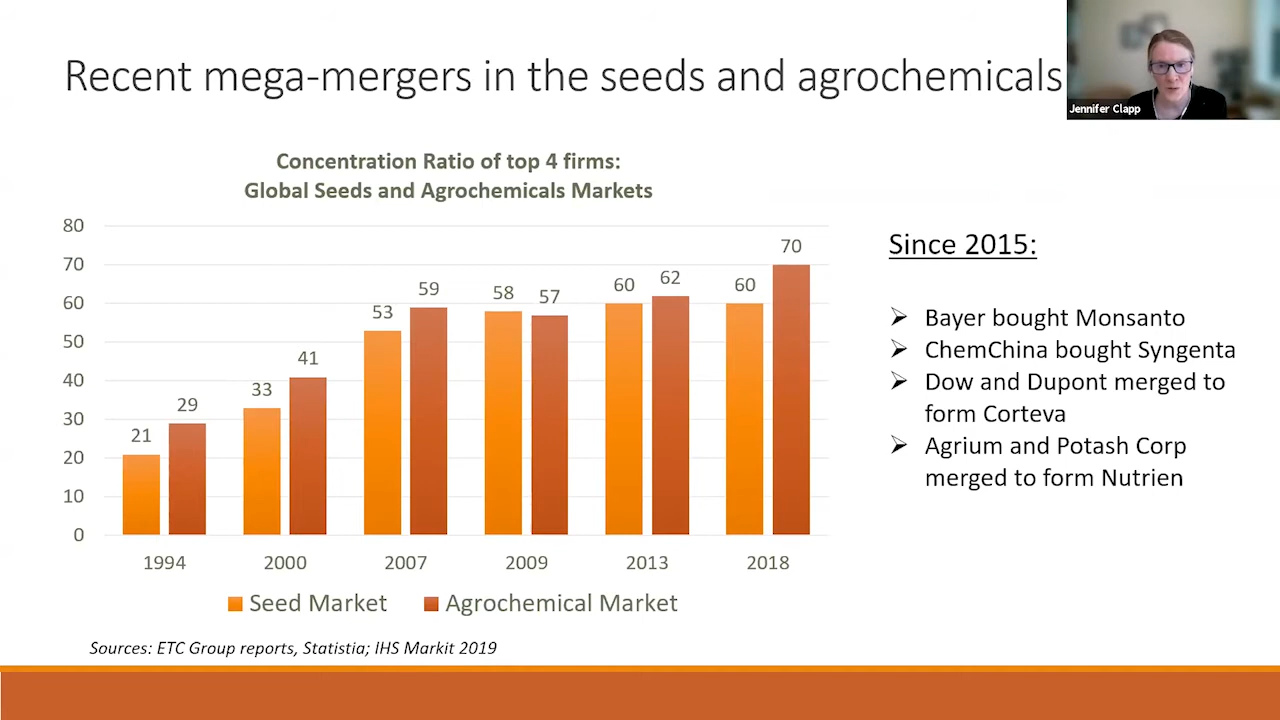 Recent mega-mergers in the seeds and agrochemicals
Jennifer Clapp
Concentration Ratio of top 4 firms:
Global Seeds and Agrochemicals Markets
80
70
60
50
40
30
20
10
0
21
29
33
41
53
59
58
57
60
62
60
70
1994
2000
2007
2009
2013
2018
Seed Market
Agrochemical Market
Since 2015:
Bayer bought Monsanto
ChemChina bought Syngenta
Dow and Dupont merged to
form Corteva
Agrium and Potash Corp
merged to form Nutrien
Sources: ETC Group reports, Statistia; IHS Markit 2019